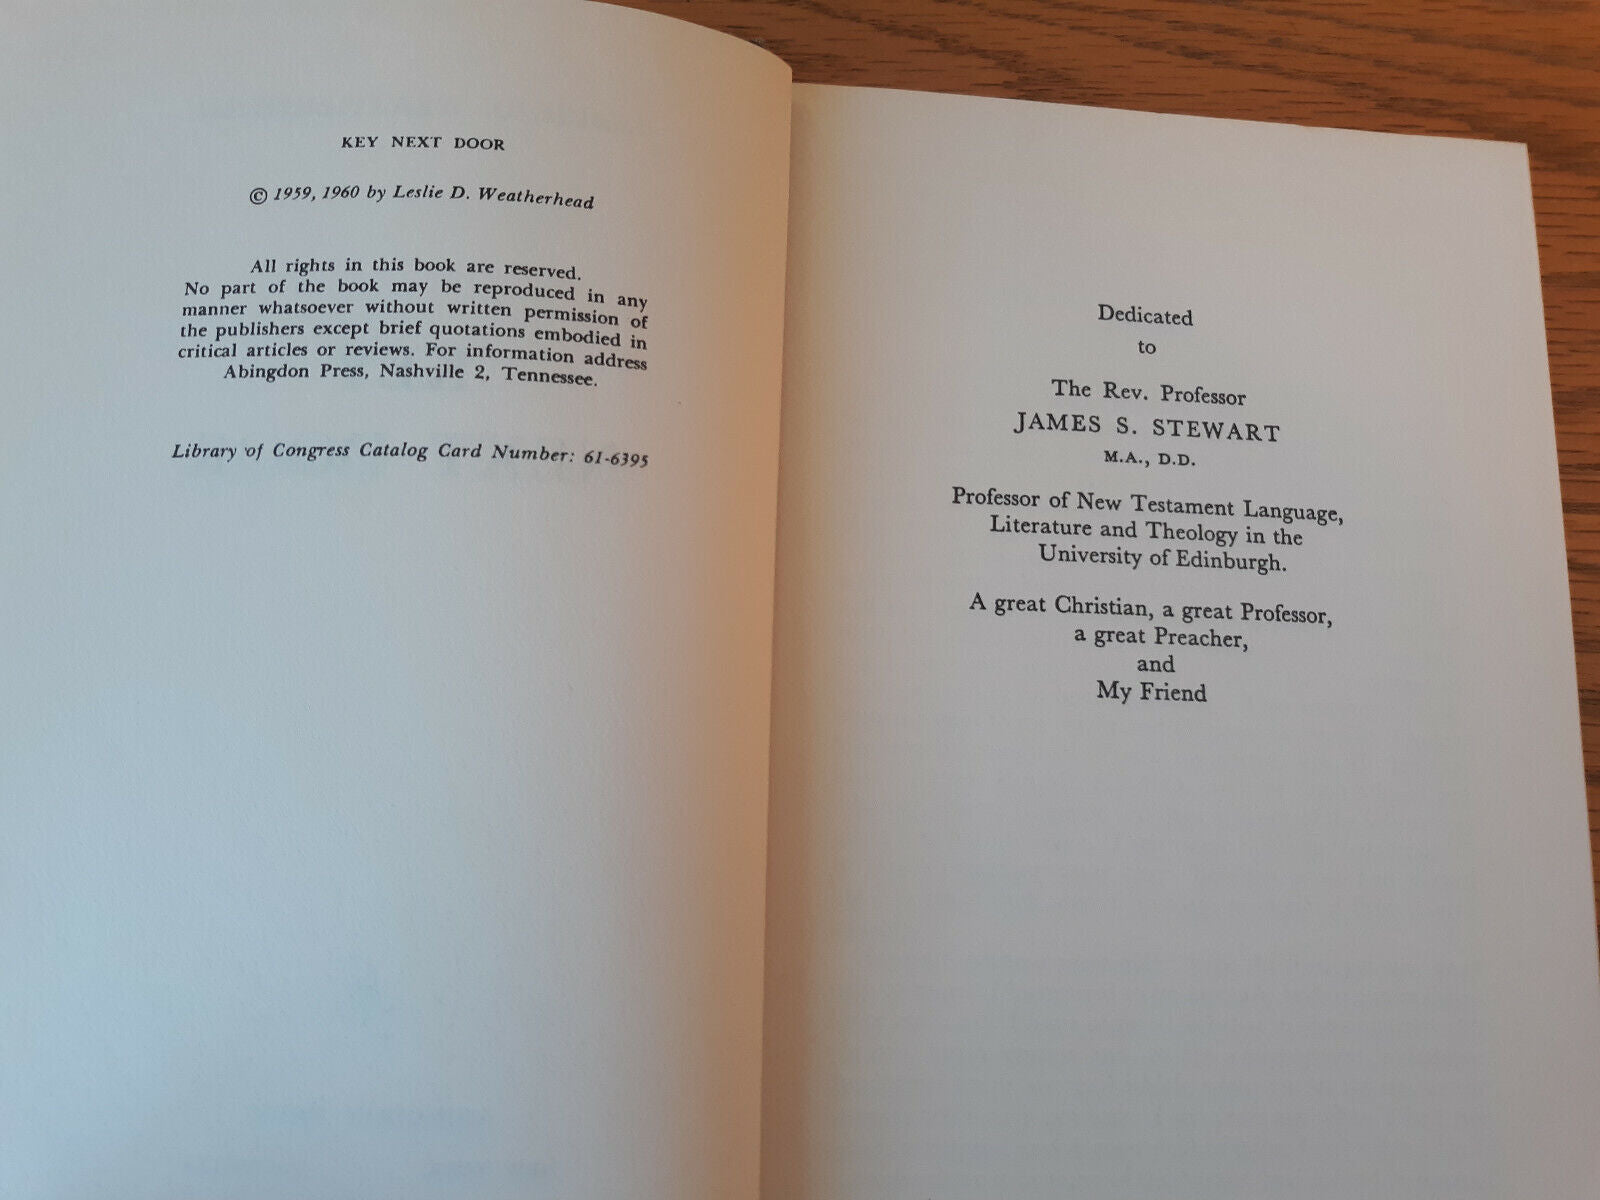 KEY NEXT DOOR
© 1959, 1960 by Leslie D. Weatherhead
All rights in this book are reserved.
No part of the book may be reproduced in any
manner whatsoever without written permission of
the publishers except brief quotations embodied in
critical articles or reviews. For information address
Abingdon Press, Nashville 2, Tennessee.
Library of Congress Catalog Card Number: 61-6395
Dedicated
to
The Rev. Professor
JAMES S. STEWART
M.A., D.D.
Professor of New Testament Language,
Literature and Theology in the
University of Edinburgh.
A great Christian, a great Professor,
a great Preacher,
and
My Friend